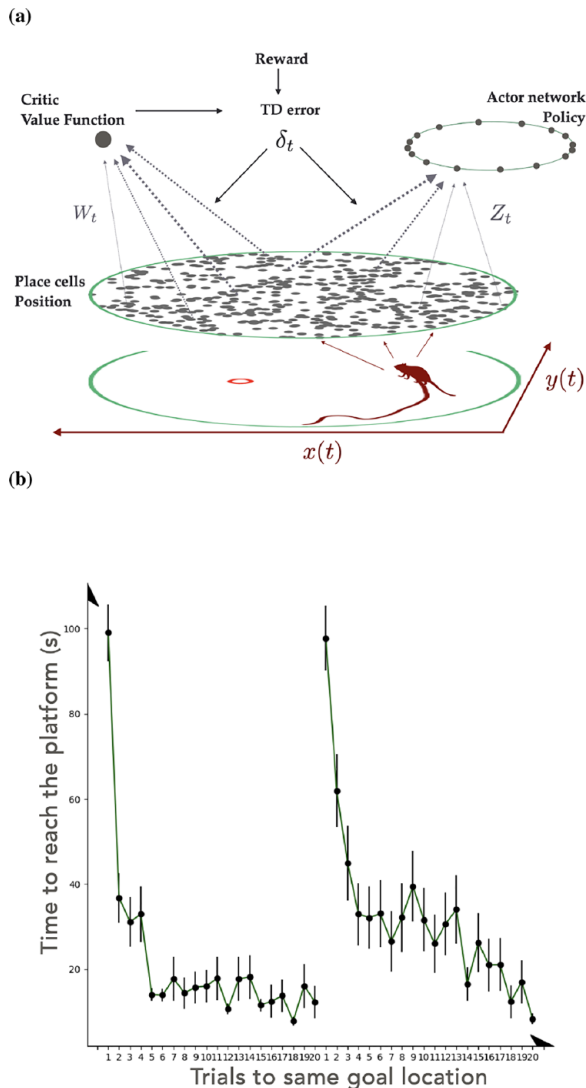 (a)
Reward
Critic
Value Function
TD error
Actor network
Policy
δt
Wt
Zt
Place cells
Position
y(t)
x(t)
(b)
Time to reach the platform (s)
100
80
60
40
20
1 2 3 4 5 6 7 8 9 10 11 12 13 14 15 16 17 18 19 20 1 2 3 4 5 6 7 8 9 10 11 12 13 14 15 16 17 18 19 20
Trials to same goal location